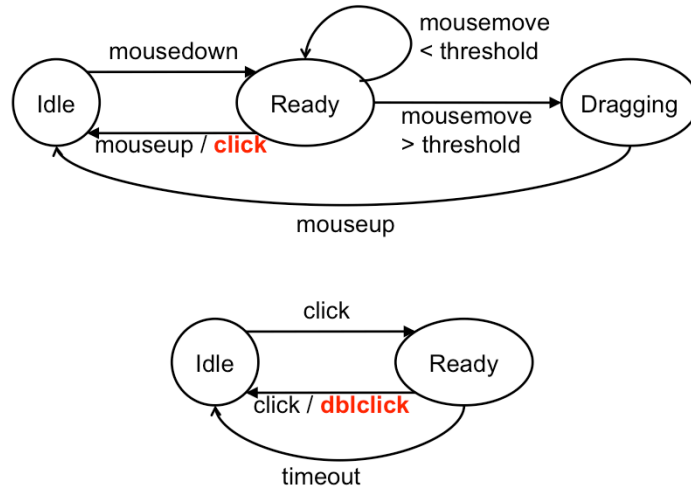 mousemove
< threshold
mousedown
Idle
Ready
Dragging
mousemove
> threshold
mouseup / click
mouseup
click
Idle
Ready
click / dblclick
timeout